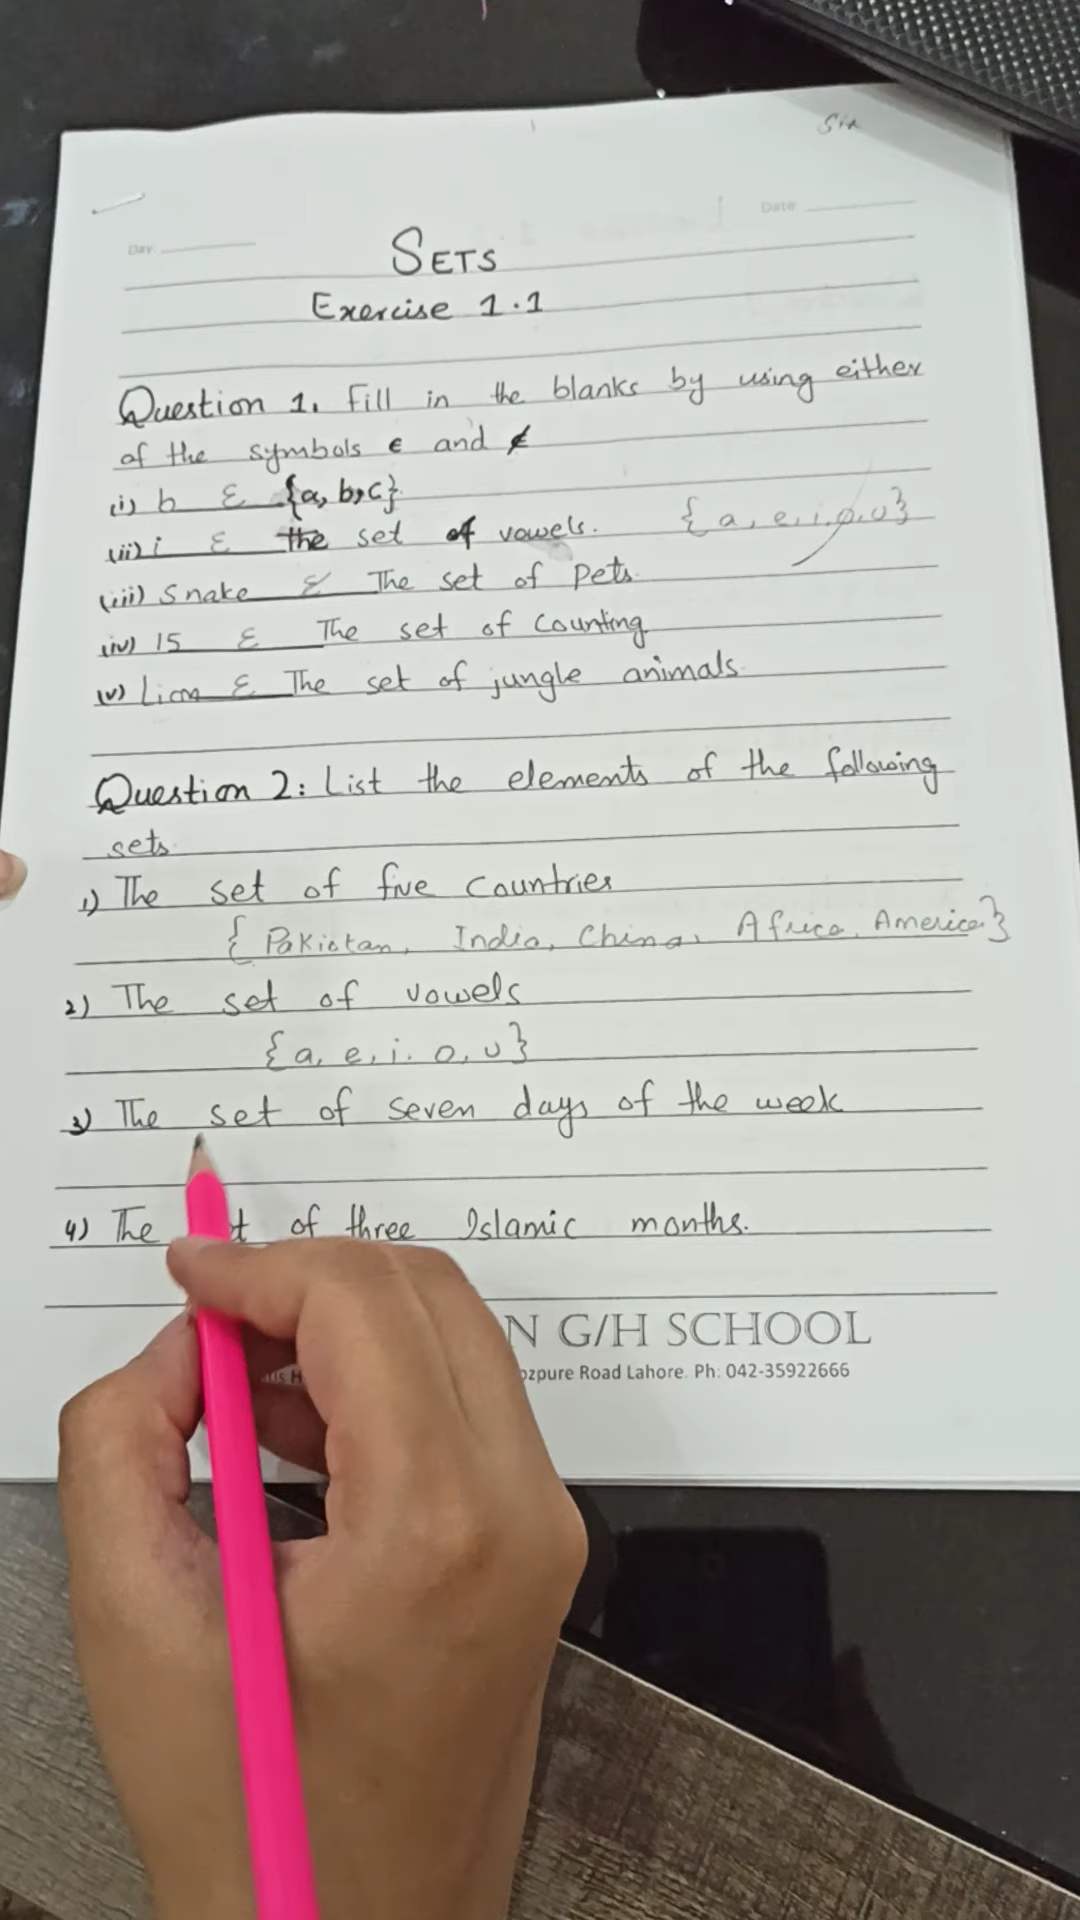 Sir
Day: Date
SETS
Exercise 1.1
Question 1. Fill in the blanks by using either
of the symbols ϵ and ∉
(i) b ε {a, b, c}
(ii) i ε the set of vowels. {a, e, i, o, u}
(iii) Snake ∉ The set of Pets.
(iv) 15 ε The set of Counting
(v) Lion ε The set of jungle animals.
Question 2: List the elements of the following
sets.
1) The set of five Countries
{Pakistan, India, China, Africa, America}
2) The set of vowels
{a, e, i, o, u}
3) The set of seven days of the week
4) The of three Islamic months.
N G/H SCHOOL
Road Lahore. Ph: 042-35922666